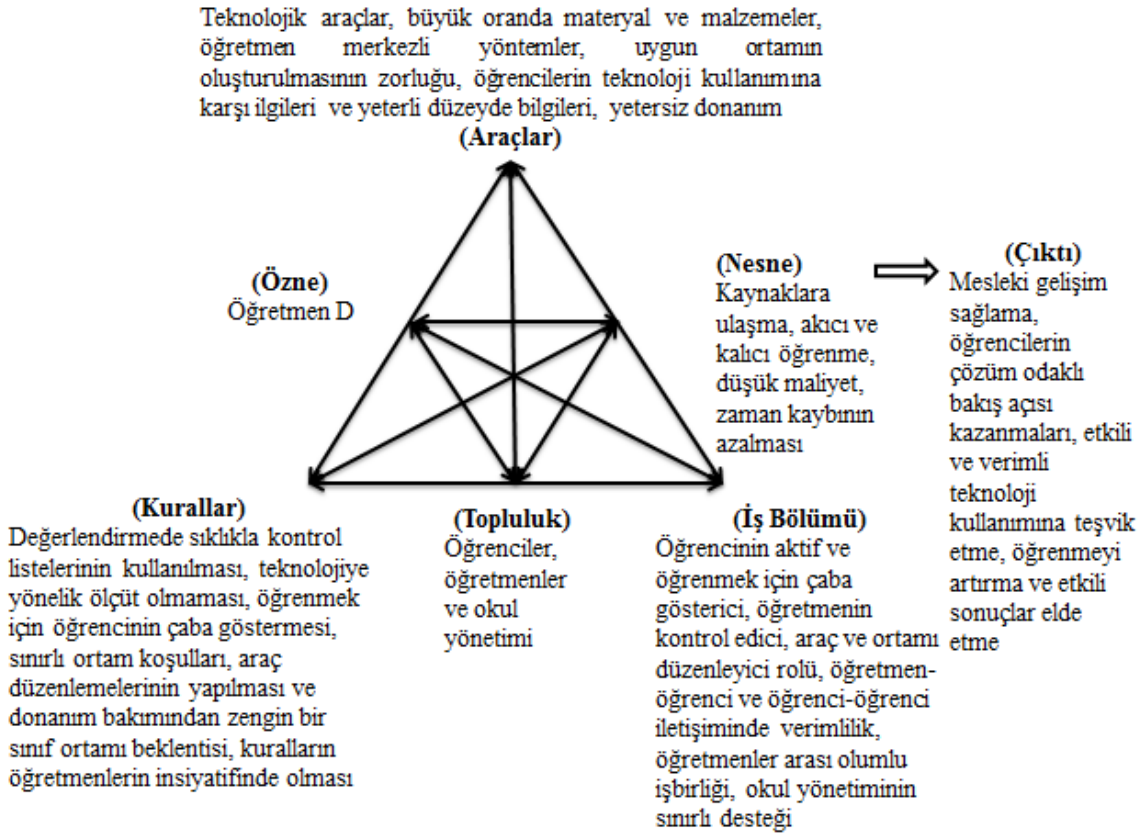 Teknolojik araçlar, büyük oranda materyal ve malzemeler,
öğretmen merkezli yöntemler, uygun ortamın
oluşturulmasının zorluğu, öğrencilerin teknoloji kullanımına
karşı ilgileri ve yeterli düzeyde bilgileri, yetersiz donanım
(Araçlar)
(Özne)
Öğretmen D
(Nesne)
Kaynaklara
ulaşma, akıcı ve
kalıcı öğrenme,
düşük maliyet,
zaman kaybının
azalması
(Çıktı)
Mesleki gelişim
sağlama,
öğrencilerin
çözüm odaklı
bakış açısı
kazanmaları, etkili
ve verimli
teknoloji
kullanımına teşvik
etme, öğrenmeyi
artırma ve etkili
sonuçlar elde
etme
(Kurallar)
Değerlendirmede sıklıkla kontrol
listelerinin kullanılması, teknolojiye
yönelik ölçüt olmaması, öğrenmek
için öğrencinin çaba göstermesi,
sınırlı ortam koşulları, araç
düzenlemelerinin yapılması ve
donanım bakımından zengin bir
sınıf ortamı beklentisi, kuralların
öğretmenlerin insiyatifinde olması
(Topluluk)
Öğrenciler,
öğretmenler
ve okul
yönetimi
(İş Bölümü)
Öğrencinin aktif ve
öğrenmek için çaba
gösterici, öğretmenin
kontrol edici, araç ve ortamı
düzenleyici rolü, öğretmen-
öğrenci ve öğrenci-öğrenci
iletişiminde verimlilik,
öğretmenler arası olumlu
işbirliği, okul yönetiminin
sınırlı desteği